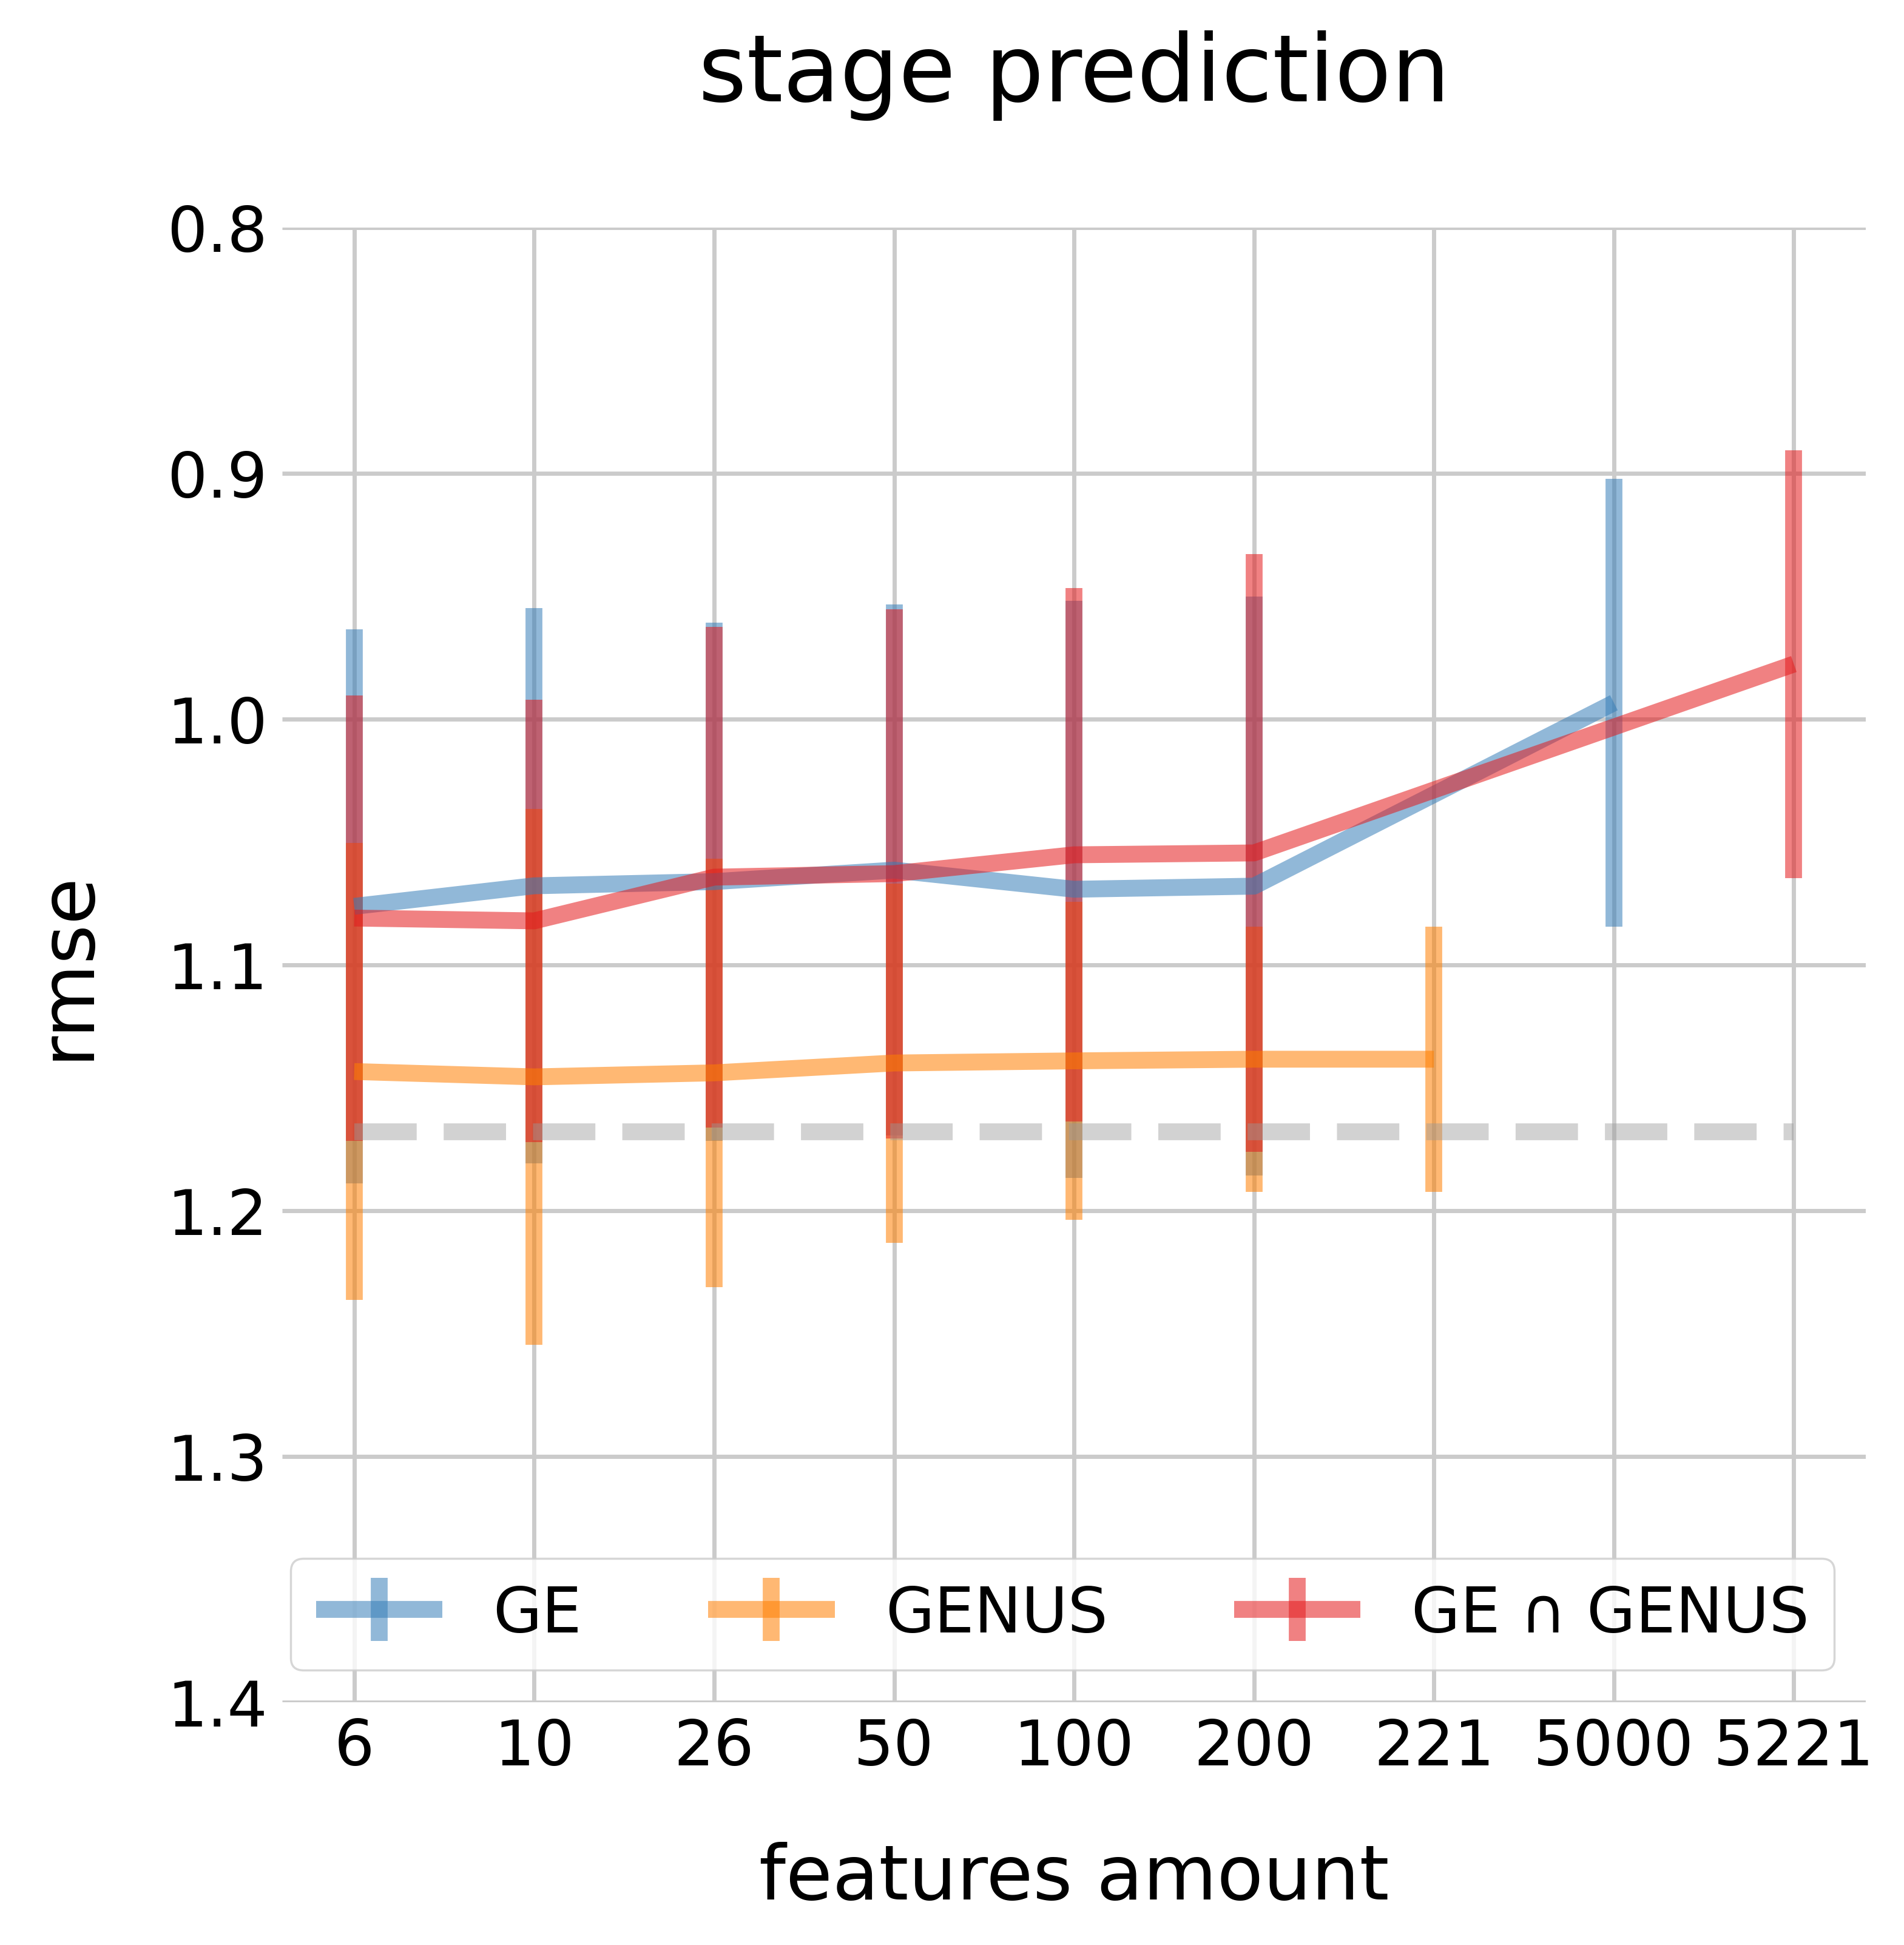 stage prediction
0.8
0.9
1.0
1.1
1.2
1.3
1.4
rmse
GE GENUS GE ∩ GENUS
6 10 26 50 100 200 221 5000 5221
features amount